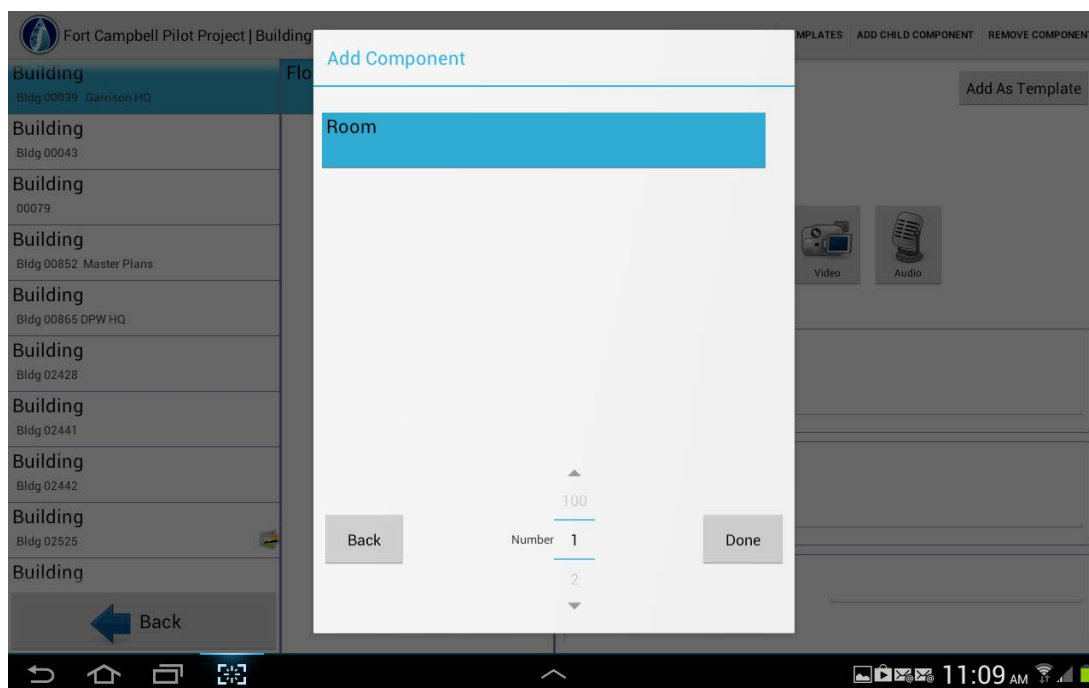 Fort Campbell Pilot Project | Building
MPLATES ADD CHILD COMPONENT REMOVE COMPONENT
Building
Bldg 00039 Garrison HQ
Flo
Add As Template
Add Component
Room
Building
Bldg 00043
Building
00079
Building
Bldg 00852 Master Plans
Video
Audio
Building
Bldg 00865 DPW HQ
Building
Bldg 02428
Building
Bldg 02441
Building
Bldg 02442
Building
Bldg 02525
Building
Back
100
Back
Number 1
Done
2
11:09 AM